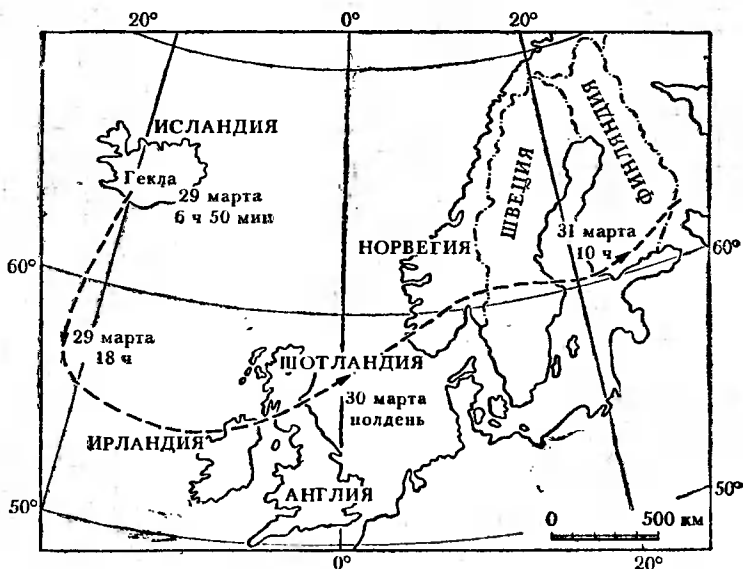 20°
0°
20°
ИСЛАНДИЯ
Гекла
29 марта
6 ч 50 мин
ФИНЛЯНДИЯ
ШВЕЦИЯ
31 марта
10 ч
НОРВЕГИЯ
60°
60°
29 марта
18 ч
ШОТЛАНДИЯ
30 марта
полдень
ИРЛАНДИЯ
АНГЛИЯ
50°
50°
0 500 км
0°
20°